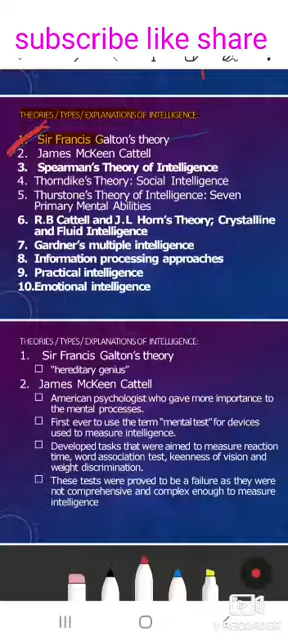 subscribe like share
THEORIES / TYPES/ EXPLANATIONS OF INTELLIGENCE:
1. Sir Francis Galton's theory
2. James McKeen Cattell
3. Spearman's Theory of Intelligence
4. Thorndike's Theory: Social Intelligence
5. Thurstone's Theory of Intelligence: Seven
Primary Mental Abilities
6. R.B Cattell and J.L Horn's Theory; Crystalline
and Fluid Intelligence
7. Gardner's multiple intelligence
8. Information processing approaches
9. Practical intelligence
10.Emotional intelligence
THEORIES / TYPES/ EXPLANATIONS OF INTELLIGENCE:
1. Sir Francis Galton's theory
"hereditary genius"
2. James McKeen Cattell
American psychologist who gave more importance to
the mental processes.
First ever to use the term "mental test" for devices
used to measure intelligence.
Developed tasks that were aimed to measure reaction
time, word association test, keenness of vision and
weight discrimination.
These tests were proved to be a failure as they were
not comprehensive and complex enough to measure
intelligence
RECORDER